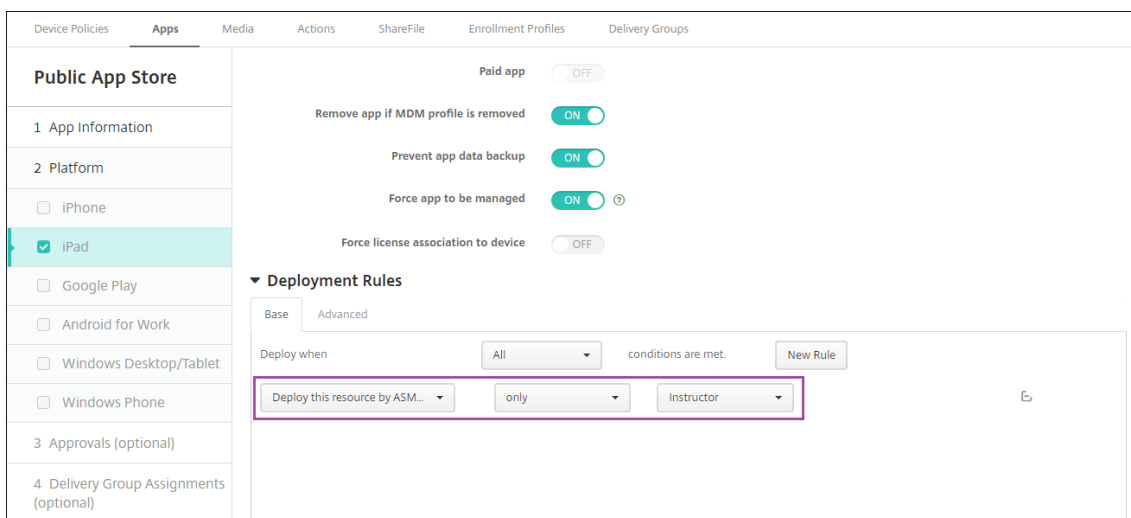 Device Policies Apps Media Actions ShareFile Enrollment Profiles Delivery Groups
Public App Store
1 App Information
2 Platform
iPhone
iPad
Google Play
Android for Work
Windows Desktop/Tablet
Windows Phone
3 Approvals (optional)
4 Delivery Group Assignments
(optional)
Paid app OFF
Remove app if MDM profile is removed ON
Prevent app data backup ON
Force app to be managed ON ?
Force license association to device OFF
Deployment Rules
Base Advanced
Deploy when All conditions are met. New Rule
Deploy this resource by ASM... only Instructor